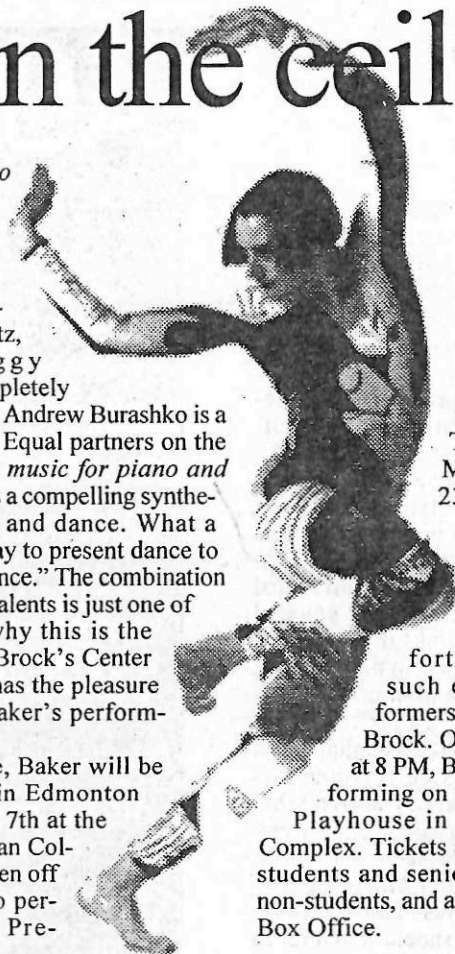 n the ceil
o
-
tz,
g g y
pletely
Andrew Burashko is a
Equal partners on the
music for piano and
s a compelling synthe-
and dance. What a
ay to present dance to
nce." The combination
alents is just one of
why this is the
Brock's Center
has the pleasure
aker's perform-
e, Baker will be
in Edmonton
7th at the
an Col-
en off
o per-
Pre-
T
M
23
fort
such e
formers
Brock. O
at 8 PM, B
forming on
Playhouse in
Complex. Tickets
students and senio
non-students, and a
Box Office.